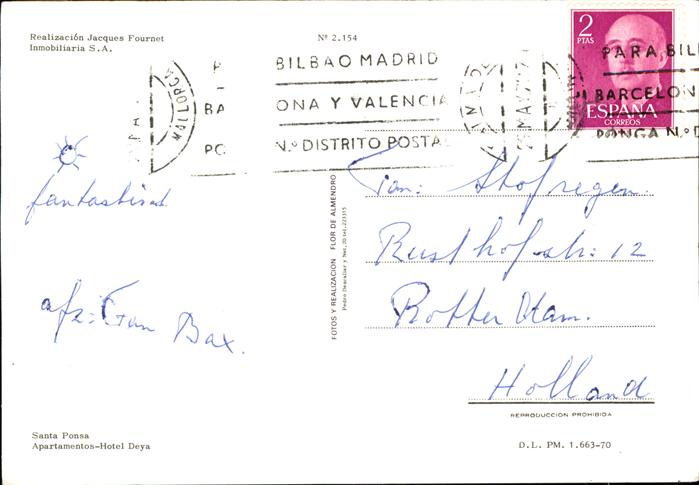 Realización Jacques Fournet
Inmobiliaria S.A.
Nº 2.154
BILBAO MADRID
ONA Y VALENCIA
N.º DISTRITO POSTAL
2
PTAS
ESPAÑA
CORREOS
PARA BIL
BARCELON
PONGA N.º D
fantastisch
afz: Bax.
FOTOS Y REALIZACION FLOR DE ALMENDRO
Fam: Stofregen.
Rusthofstr: 12
Rotterdam.
Holland
REPRODUCCION PROHIBIDA
Santa Ponsa
Apartamentos-Hotel Deya
D.L. PM. 1.663-70